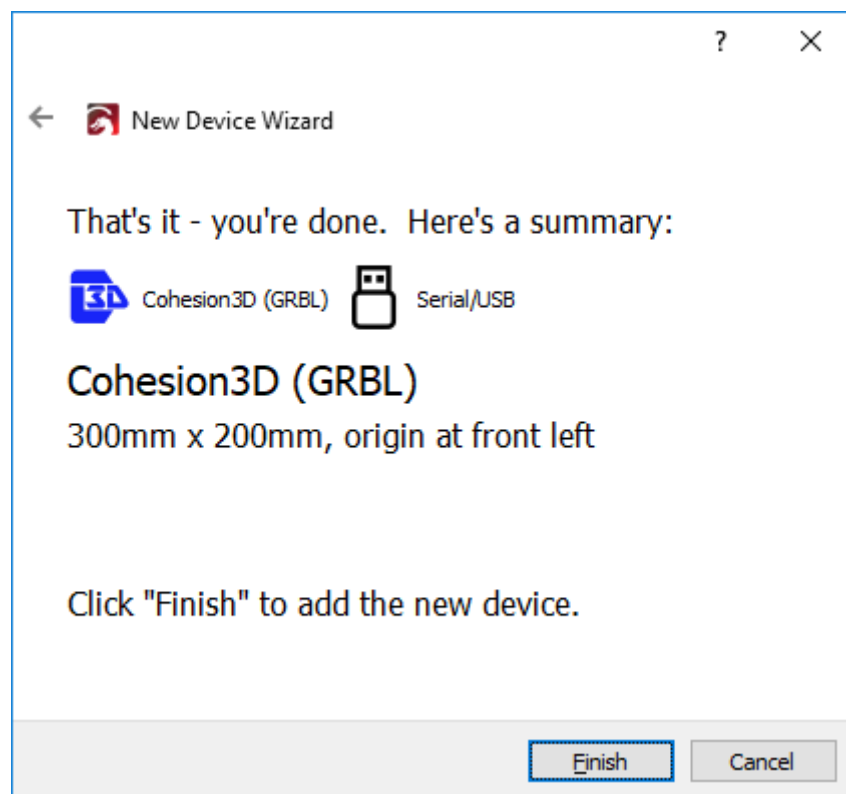 ?
New Device Wizard
That's it - you're done. Here's a summary:
3D Cohesion3D (GRBL) Serial/USB
Cohesion3D (GRBL)
300mm x 200mm, origin at front left
Click "Finish" to add the new device.
Finish Cancel